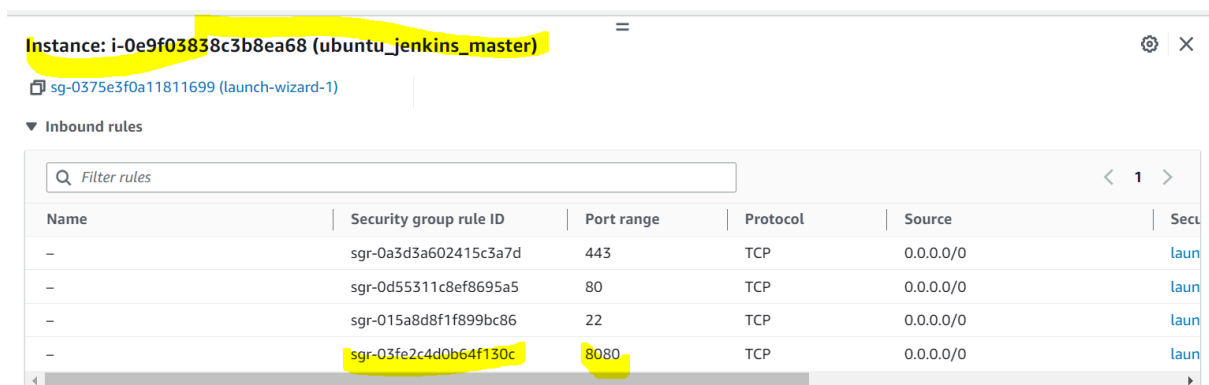 Instance: i-0e9f03838c3b8ea68 (ubuntu_jenkins_master)
sg-0375e3f0a11811699 (launch-wizard-1)
Inbound rules
Filter rules
1
Name Security group rule ID Port range Protocol Source Secu
– sgr-0a3d3a602415c3a7d 443 TCP 0.0.0.0/0 laun
– sgr-0d55311c8ef8695a5 80 TCP 0.0.0.0/0 laun
– sgr-015a8d8f1f899bc86 22 TCP 0.0.0.0/0 laun
– sgr-03fe2c4d0b64f130c 8080 TCP 0.0.0.0/0 laun